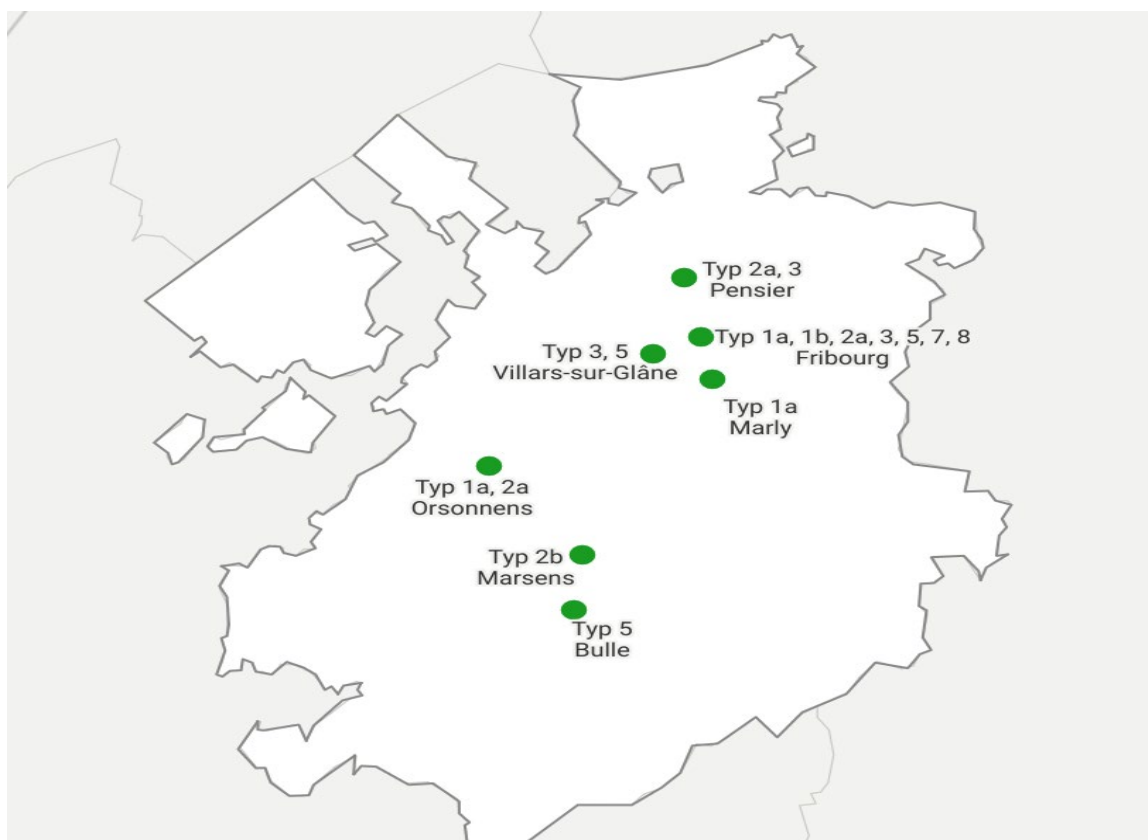 Typ 2a, 3
Pensier
Typ 1a, 1b, 2a, 3, 5, 7, 8
Fribourg
Typ 3, 5
Villars-sur-Glâne
Typ 1a
Marly
Typ 1a, 2a
Orsonnens
Typ 2b
Marsens
Typ 5
Bulle